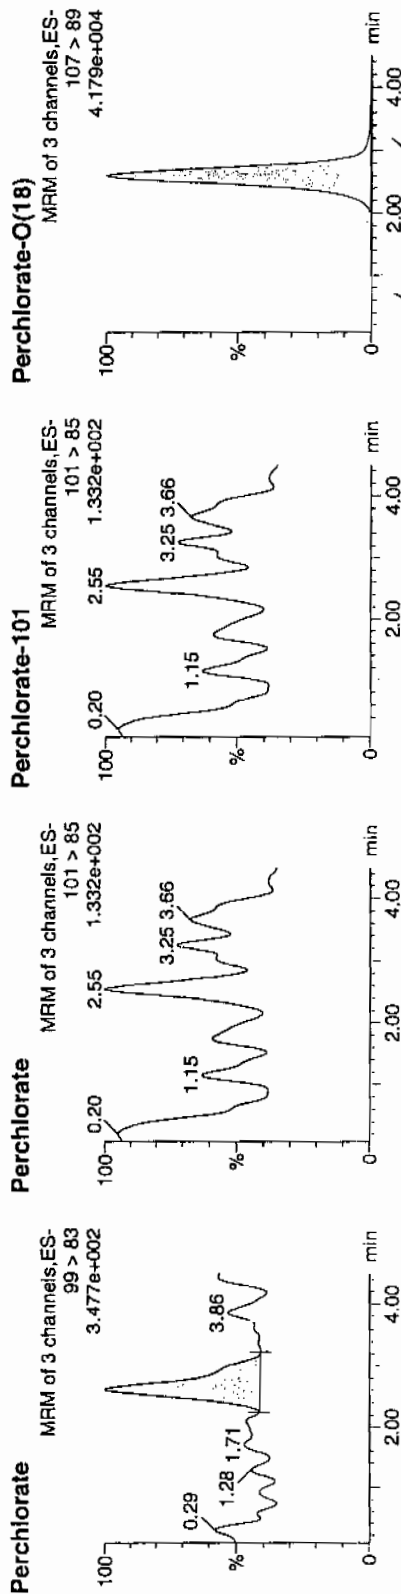 Perchlorate
MRM of 3 channels,ES-
99 > 83
3.477e+002
100
%
0
0.29
1.28
1.71
3.86
2.00
4.00
min
Perchlorate
MRM of 3 channels,ES-
101 > 85
1.332e+002
100
%
0
0.20
1.15
2.55
3.25
3.66
2.00
4.00
min
Perchlorate-101
MRM of 3 channels,ES-
101 > 85
1.332e+002
100
%
0
0.20
1.15
2.55
3.25
3.66
2.00
4.00
min
Perchlorate-O(18)
MRM of 3 channels,ES-
107 > 89
4.179e+004
100
%
0
2.00
4.00
min